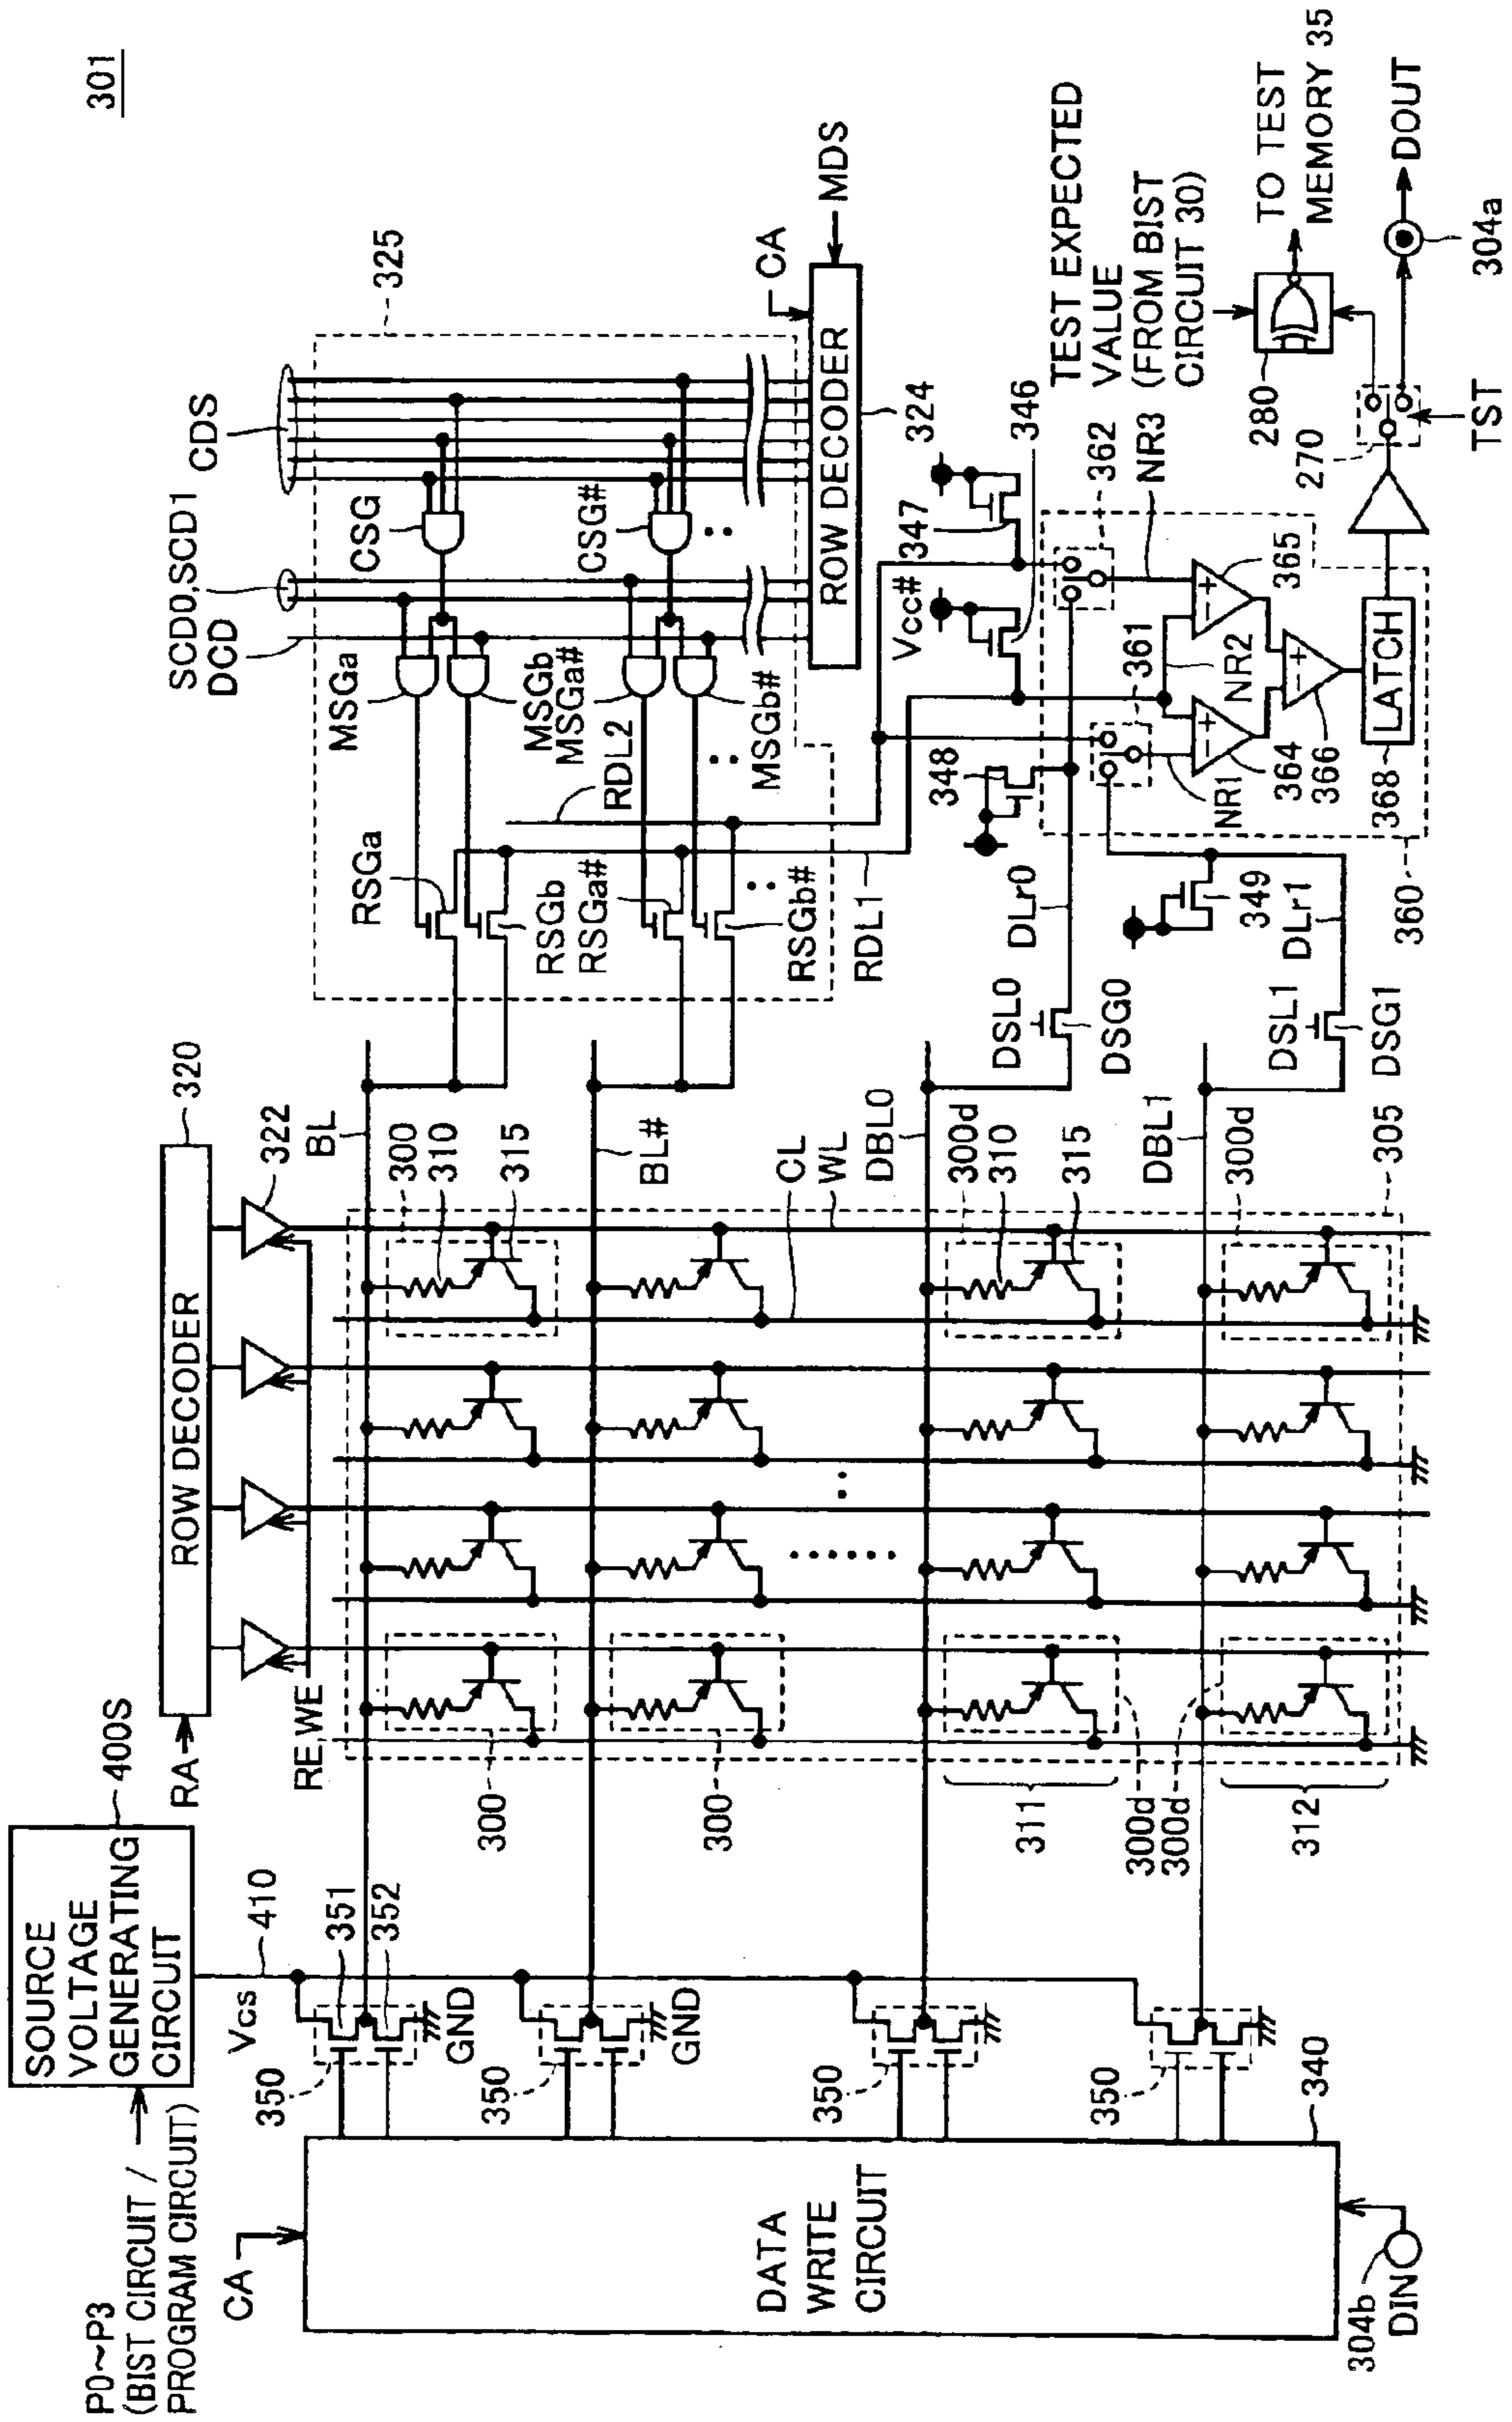 301
P0~P3
(BIST CIRCUIT /
PROGRAM CIRCUIT)
SOURCE
VOLTAGE
GENERATING
CIRCUIT
400S
RA
ROW DECODER
320
322
RE,WE
Vcs
410
CA
DATA
WRITE
CIRCUIT
340
304b
DIN
350
351
352
GND
350
GND
350
350
BL
300
310
315
BL#
CL
WL
DBL0
300d
310
315
DBL1
300d
305
300
300
311
300d
300d
312
CDS
SCD0,SCD1
DCD
325
CSG
CSG#
MSGa
MSGb
MSGa#
MSGb#
RDL2
RSGa
RSGb
RSGa#
RSGb#
RDL1
CA
MDS
ROW DECODER
324
Vcc#
347
346
348
349
DSL0
DSG0
DLr0
DSL1
DSG1
DLr1
362
361
NR3
NR2
NR1
365
364
366
LATCH
368
360
TEST EXPECTED
VALUE
(FROM BIST
CIRCUIT 30)
280
270
TST
TO TEST
MEMORY 35
DOUT
304a